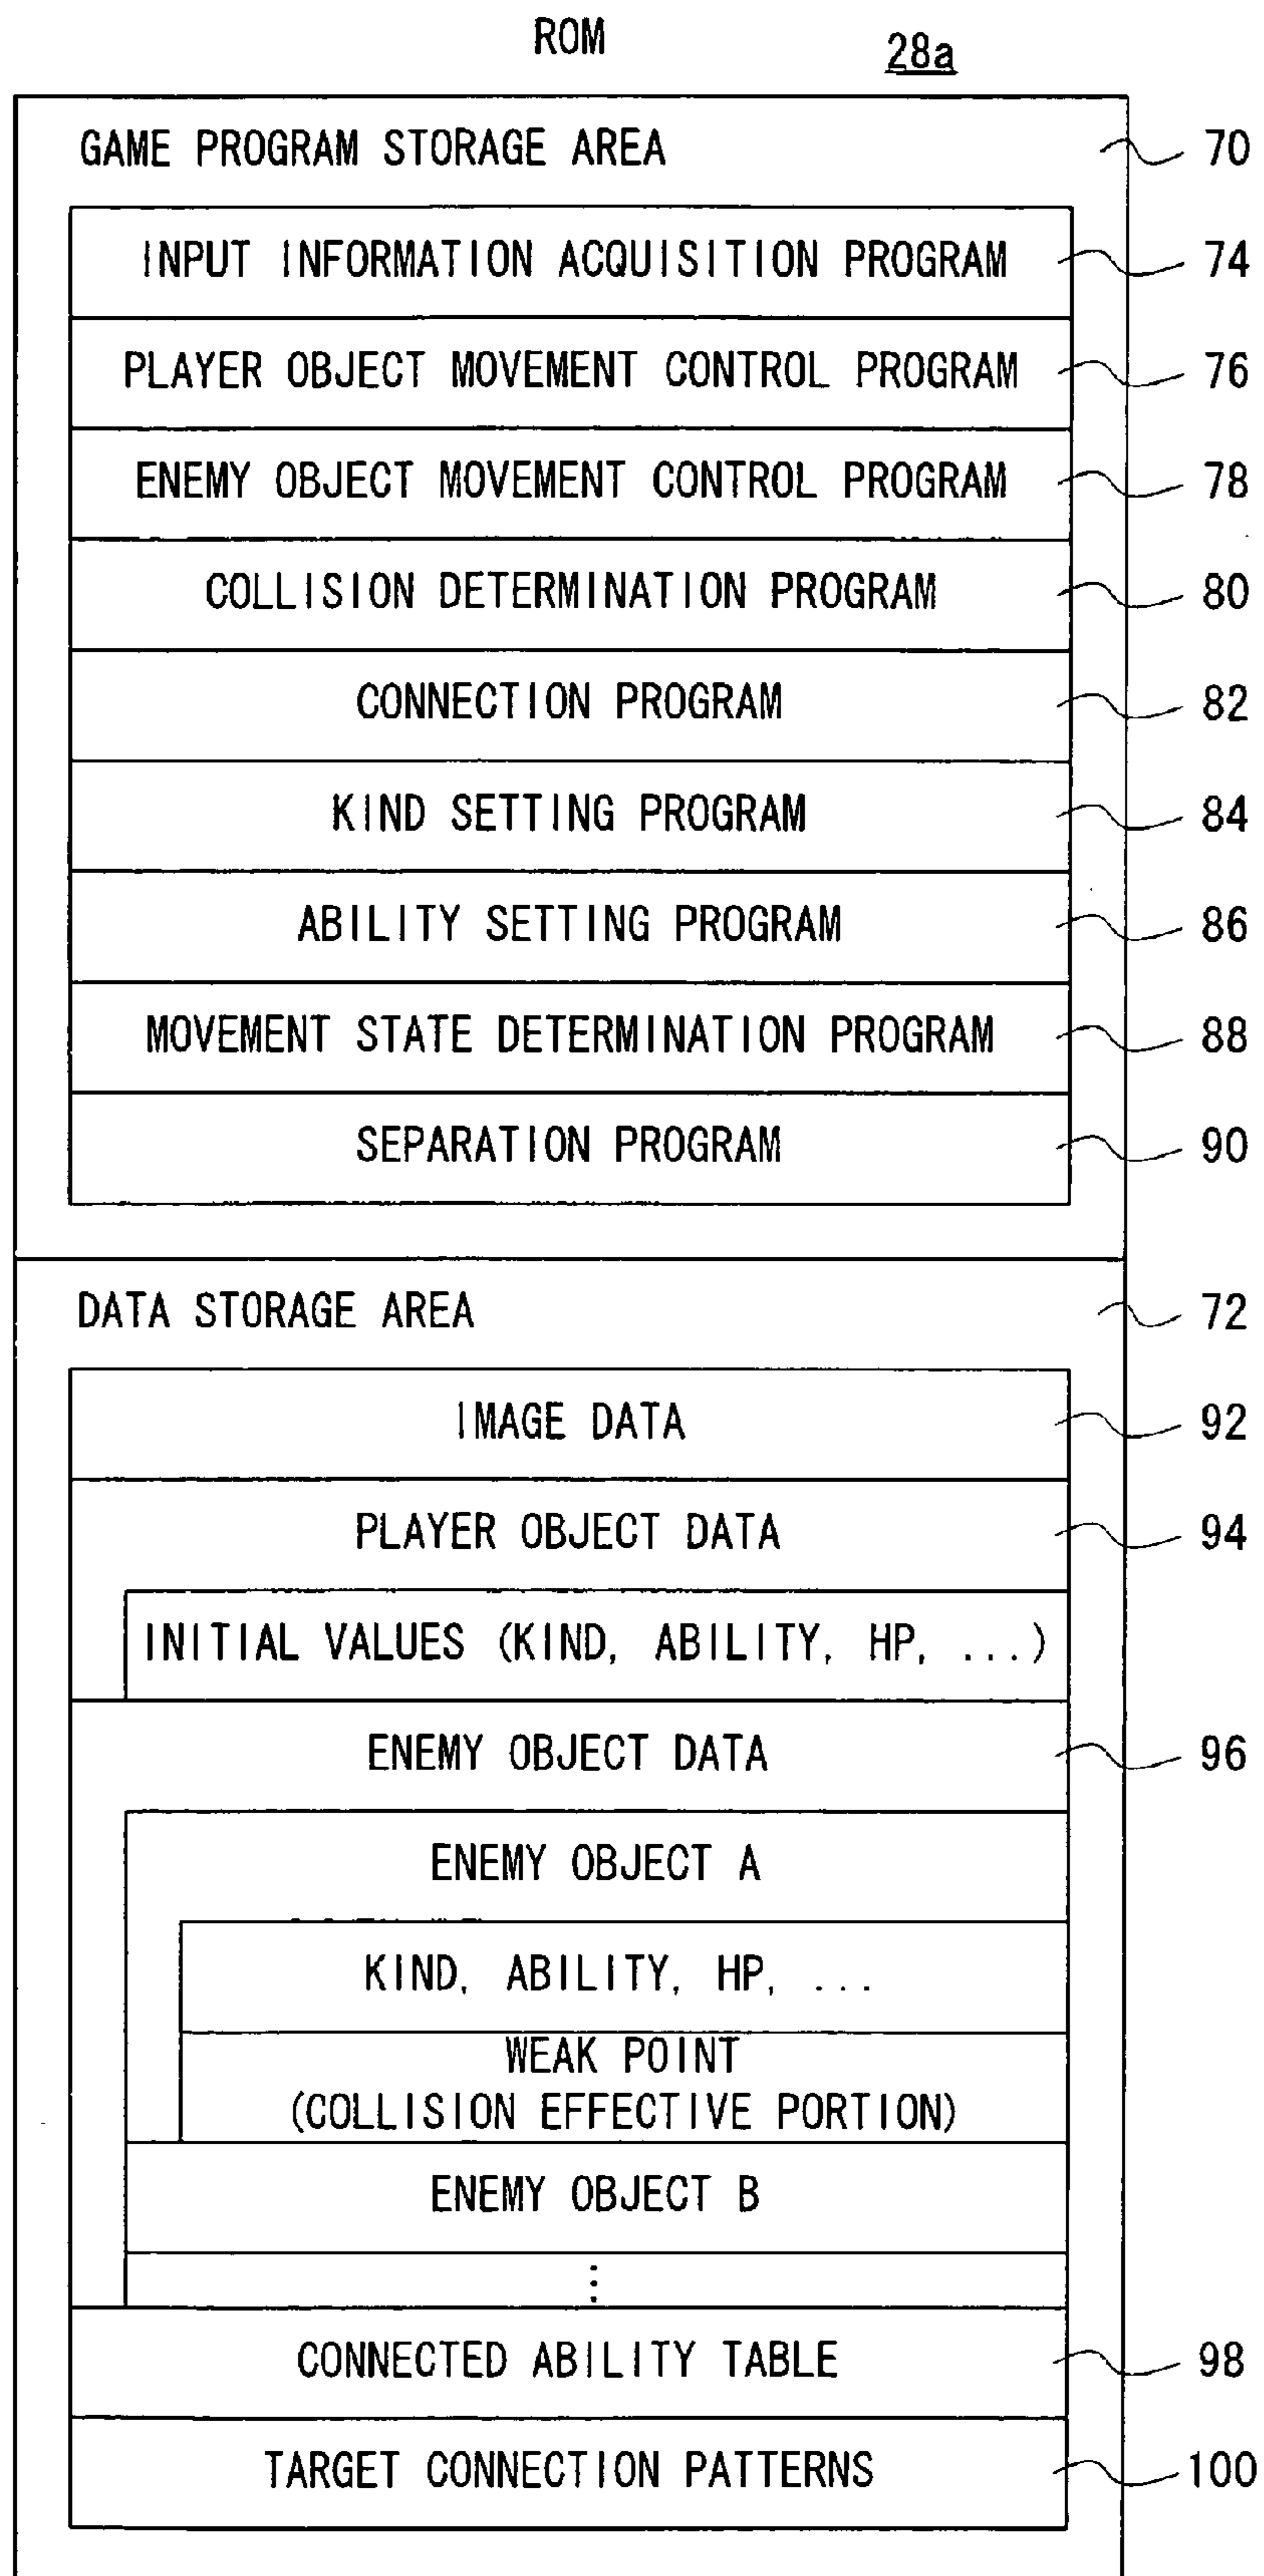 ROM
28a
GAME PROGRAM STORAGE AREA 70
INPUT INFORMATION ACQUISITION PROGRAM 74
PLAYER OBJECT MOVEMENT CONTROL PROGRAM 76
ENEMY OBJECT MOVEMENT CONTROL PROGRAM 78
COLLISION DETERMINATION PROGRAM 80
CONNECTION PROGRAM 82
KIND SETTING PROGRAM 84
ABILITY SETTING PROGRAM 86
MOVEMENT STATE DETERMINATION PROGRAM 88
SEPARATION PROGRAM 90
DATA STORAGE AREA 72
IMAGE DATA 92
PLAYER OBJECT DATA 94
INITIAL VALUES (KIND, ABILITY, HP, ...)
ENEMY OBJECT DATA 96
ENEMY OBJECT A
KIND, ABILITY, HP, ...
WEAK POINT
(COLLISION EFFECTIVE PORTION)
ENEMY OBJECT B
⋮
CONNECTED ABILITY TABLE 98
TARGET CONNECTION PATTERNS 100